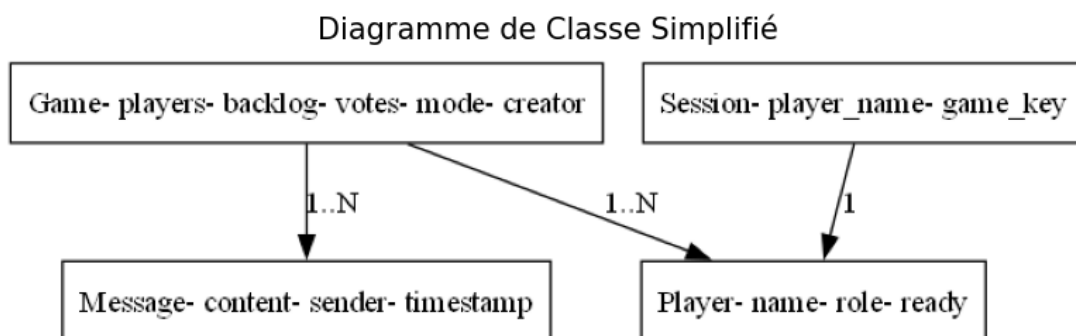 Diagramme de Classe Simplifié
Game- players- backlog- votes- mode- creator
Session- player_name- game_key
1..N
1..N
1
Message- content- sender- timestamp
Player- name- role- ready